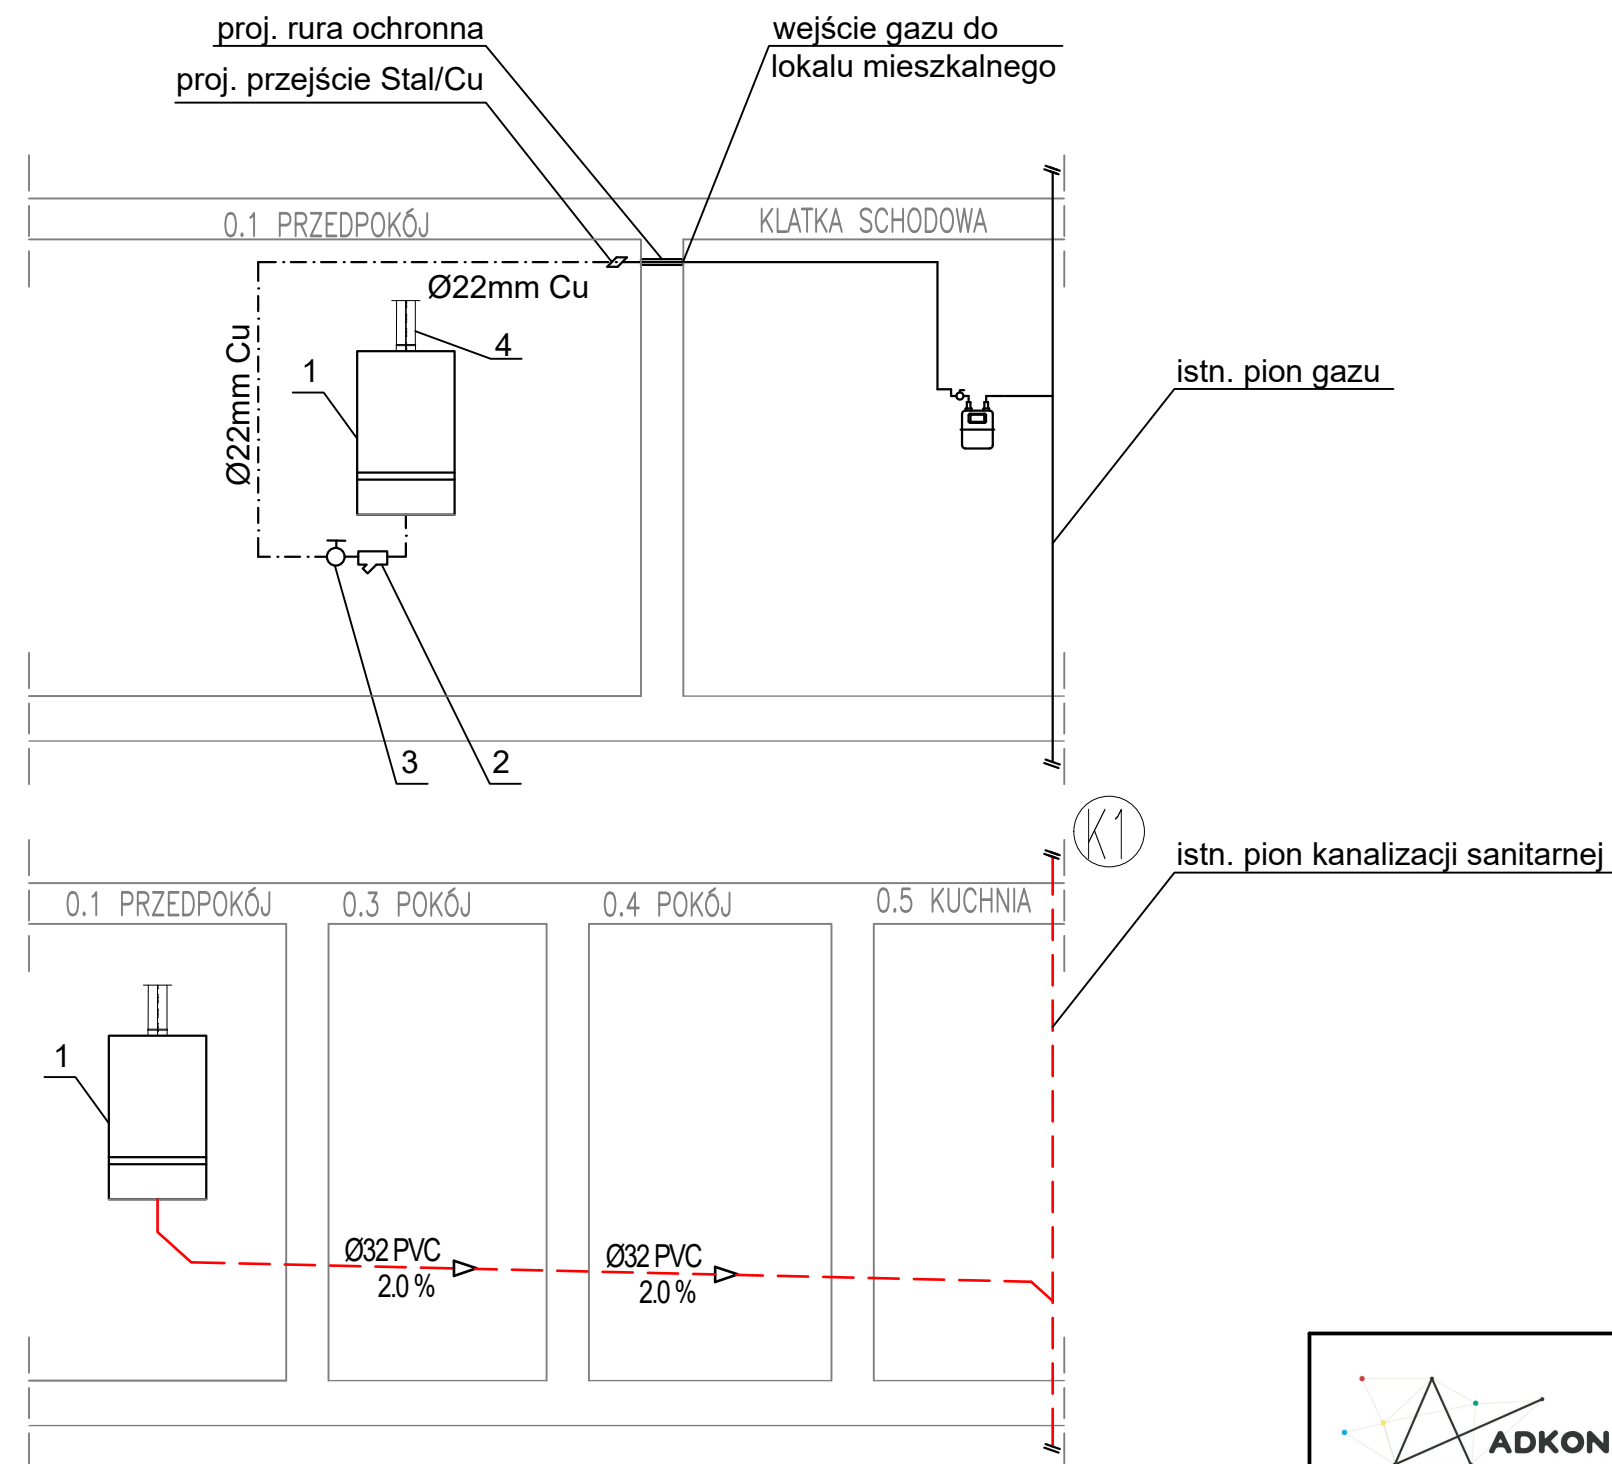 proj. rura ochronna
wejście gazu do
lokalu mieszkalnego
proj. przejście Stal/Cu
0.1 PRZEDPOKÓJ
KLATKA SCHODOWA
Ø22mm Cu
Ø22mm Cu
4
1
istn. pion gazu
3
2
K1
istn. pion kanalizacji sanitarnej
0.1 PRZEDPOKÓJ
0.3 POKÓJ
0.4 POKÓJ
0.5 KUCHNIA
1
Ø32 PVC
2.0 %
Ø32 PVC
2.0 %
ADKON